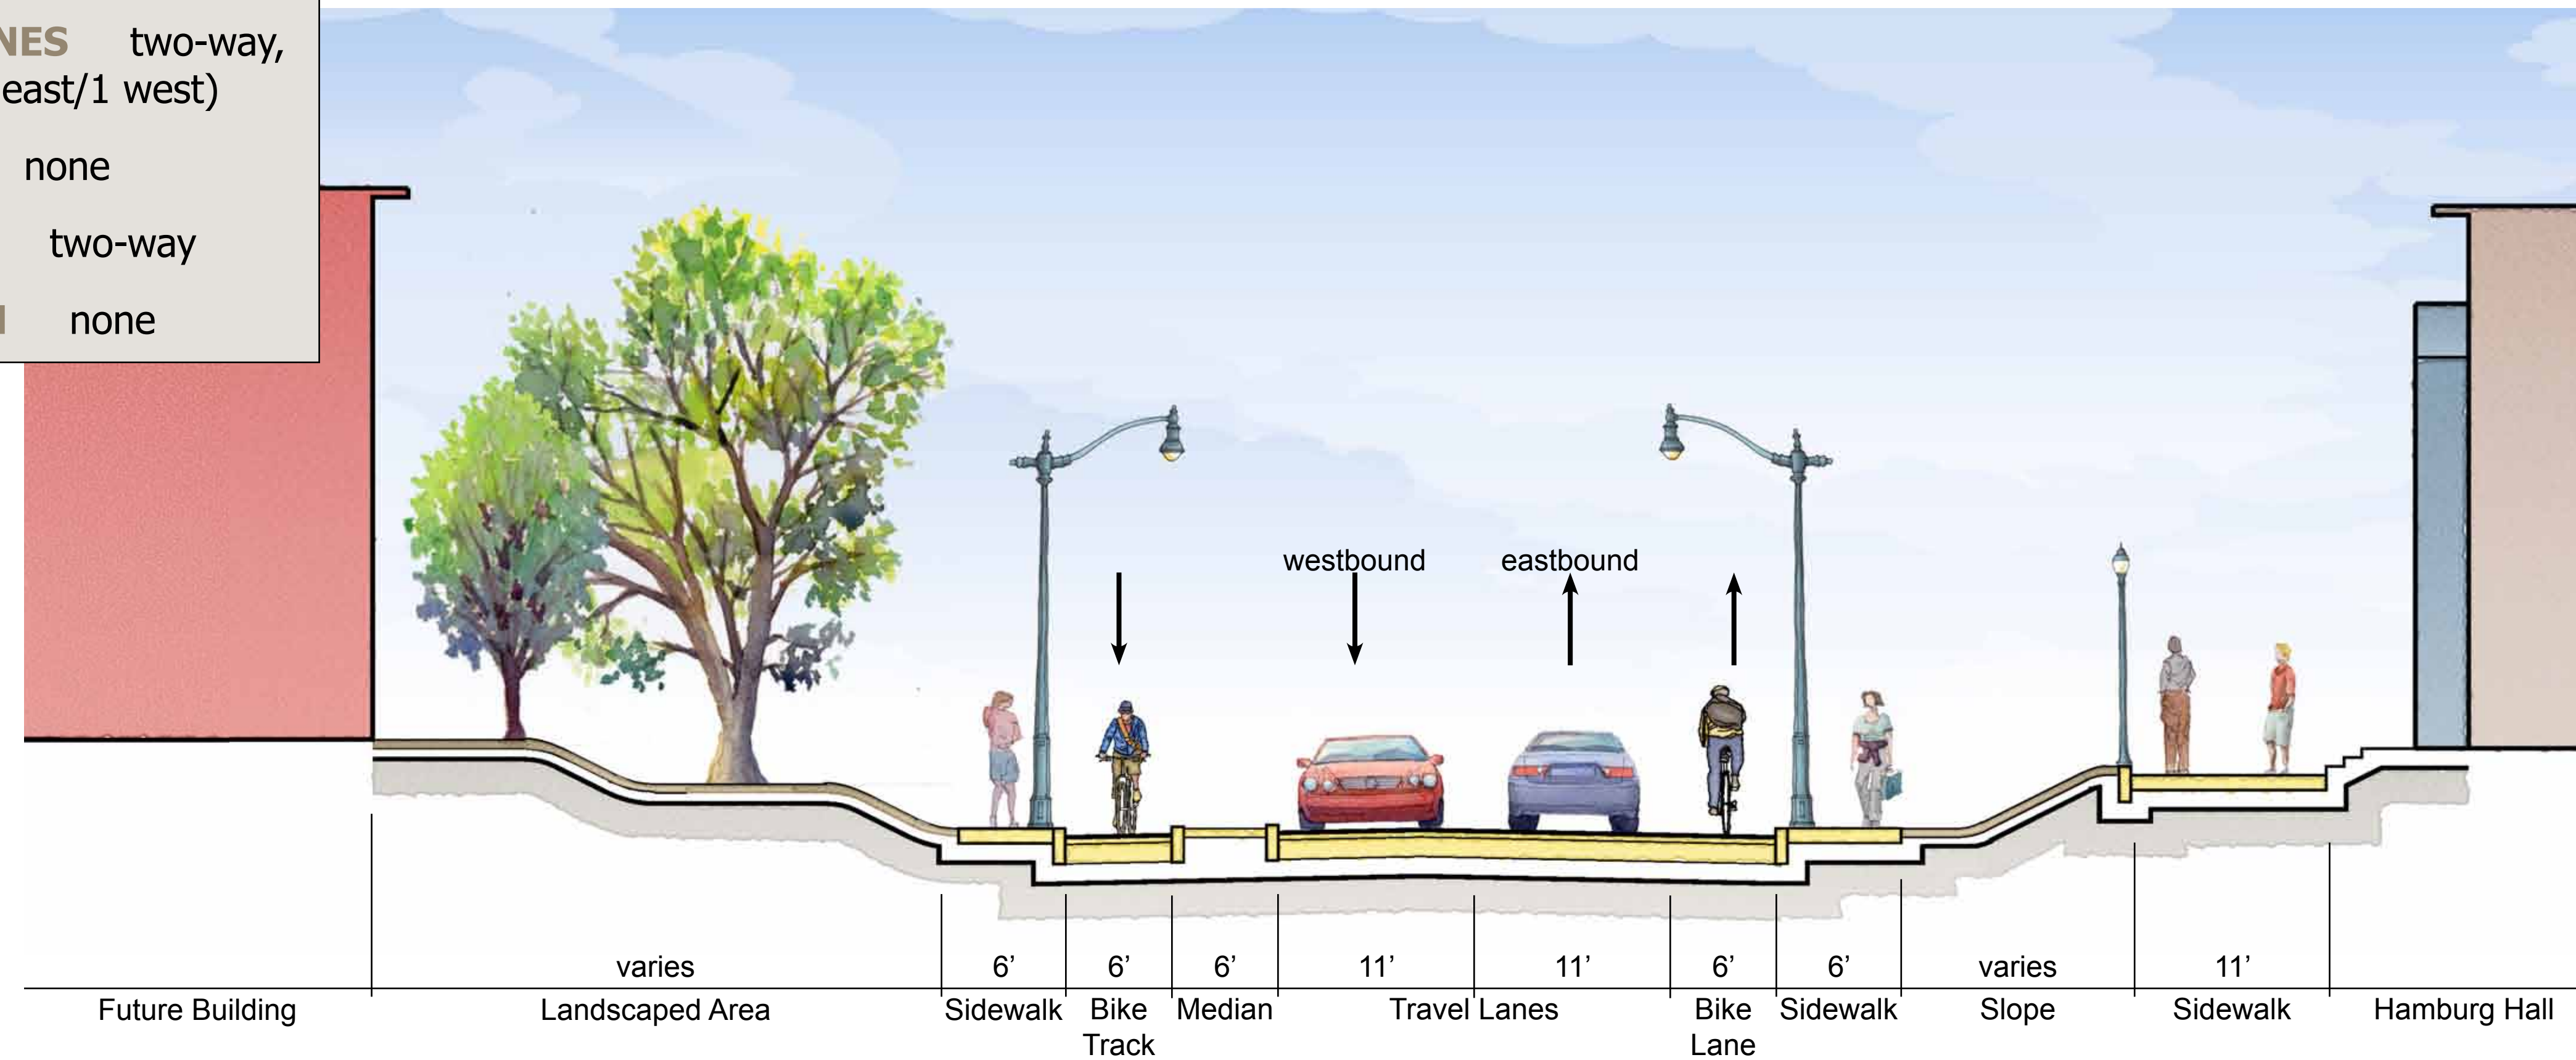 NES two-way,
east/1 west)
none
two-way
none
westbound eastbound
varies 6’ 6’ 6’ 11’ 11’ 6’ 6’ varies 11’
Future Building Landscaped Area Sidewalk Bike Median Travel Lanes Bike Sidewalk Slope Sidewalk Hamburg Hall
Track Lane